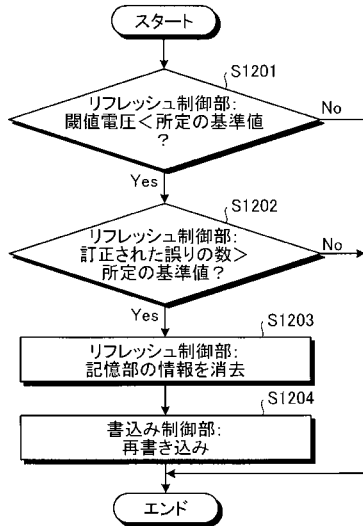 スタート
S1201
リフレッシュ制御部:
閾値電圧<所定の基準値
?
No
Yes
S1202
リフレッシュ制御部:
訂正された誤りの数>
所定の基準値?
No
Yes
S1203
リフレッシュ制御部:
記憶部の情報を消去
S1204
書込み制御部:
再書き込み
エンド